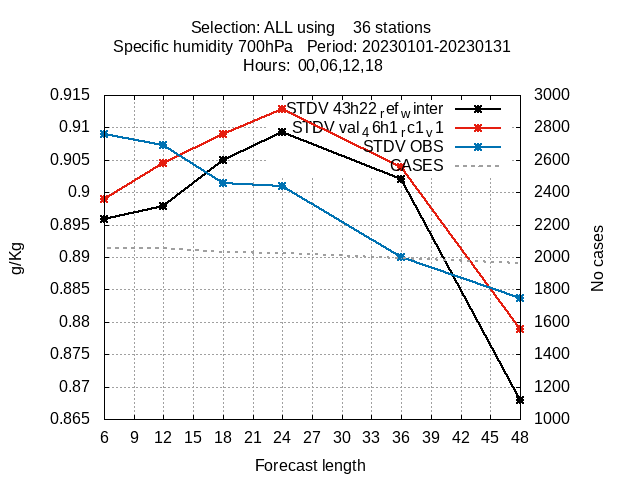 Selection: ALL using 36 stations
Specific humidity 700hPa Period: 20230101-20230131
Hours: 00,06,12,18
0.915
0.91
0.905
0.9
0.895
0.89
0.885
0.88
0.875
0.87
0.865
g/Kg
STDV 43h22refwinter
STDV val46h1rc1v1
STDV OBS
CASES
3000
2800
2600
2400
2200
2000
1800
1600
1400
1200
1000
No cases
6 9 12 15 18 21 24 27 30 33 36 39 42 45 48
Forecast length